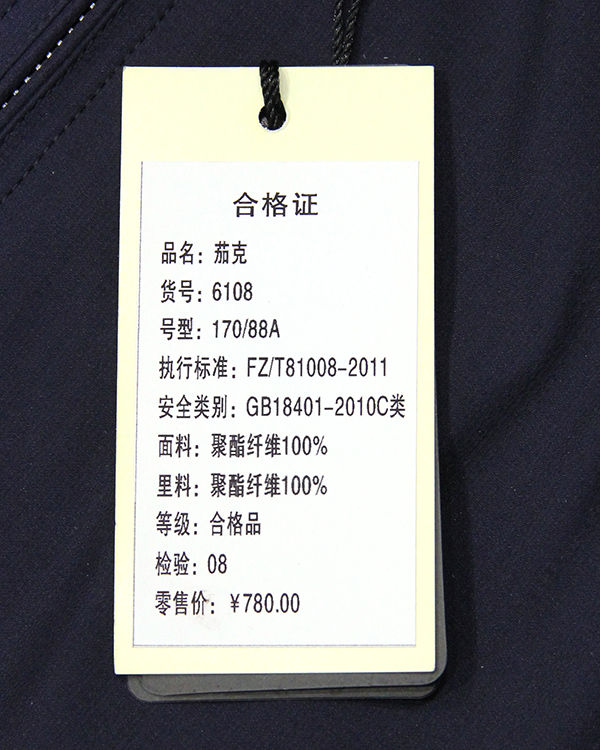 合格证
品名：茄克
货号：6108
号型：170/88A
执行标准：FZ/T81008-2011
安全类别：GB18401-2010C类
面料：聚酯纤维100%
里料：聚酯纤维100%
等级：合格品
检验：08
零售价：￥780.00